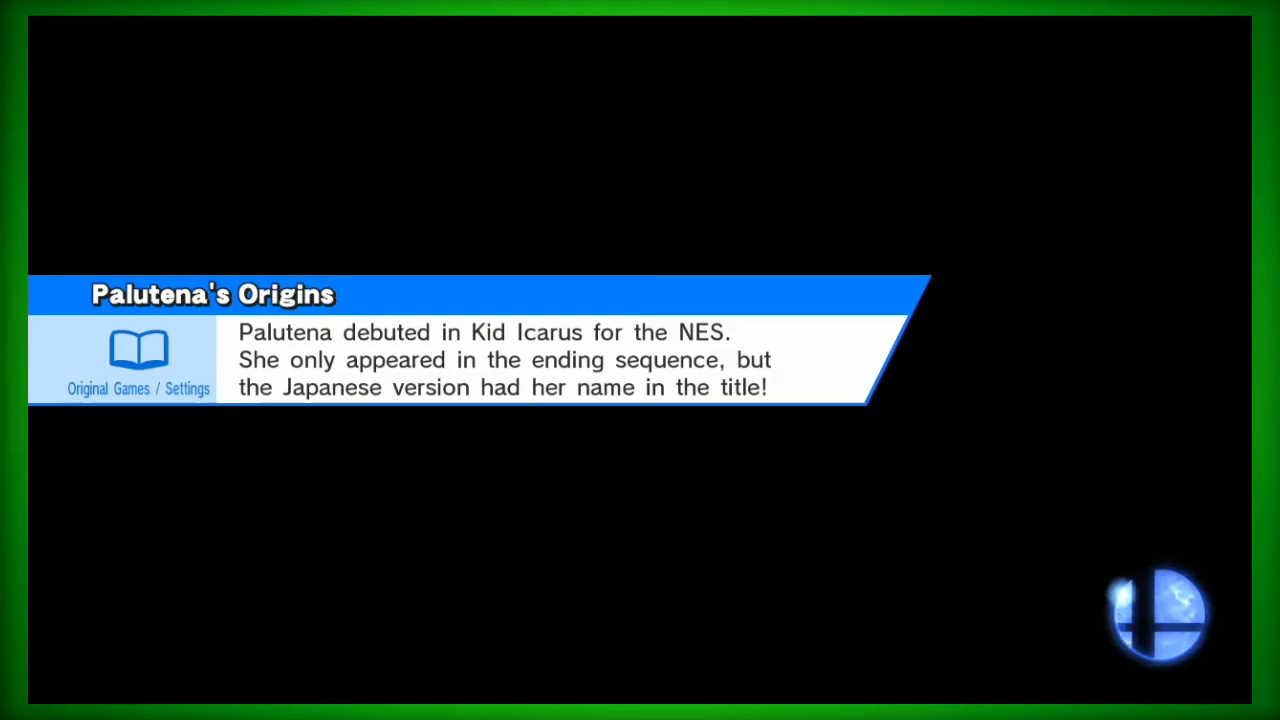 Palutena's Origins
Palutena debuted in Kid Icarus for the NES.
She only appeared in the ending sequence, but
the Japanese version had her name in the title!
Original Games / Settings